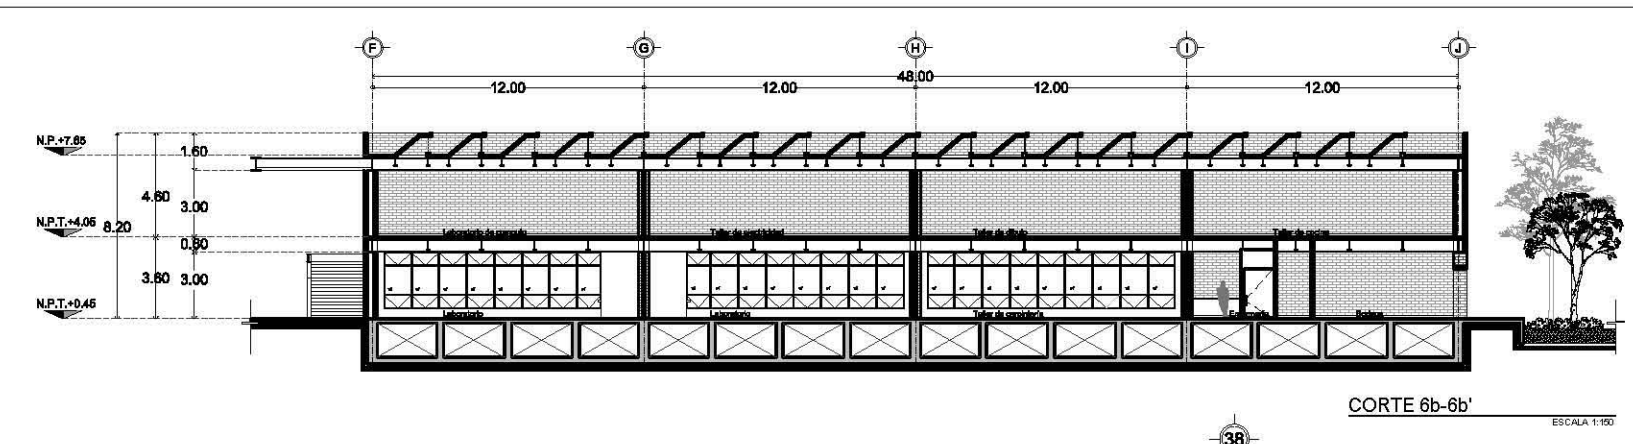 F G H I J
48.00
12.00 12.00 12.00 12.00
N.P.+7.85
1.60
4.60
3.00
N.P.T.+4.05
8.20
Laboratorio de computo Taller de electricidad Taller de dibujo Taller de cocina
0.60
3.60 3.00
N.P.T.+0.45
Laboratorio Laboratorio Taller de carpintería Enfermería Bodega
CORTE 6b-6b'
ESCALA 1:150
38